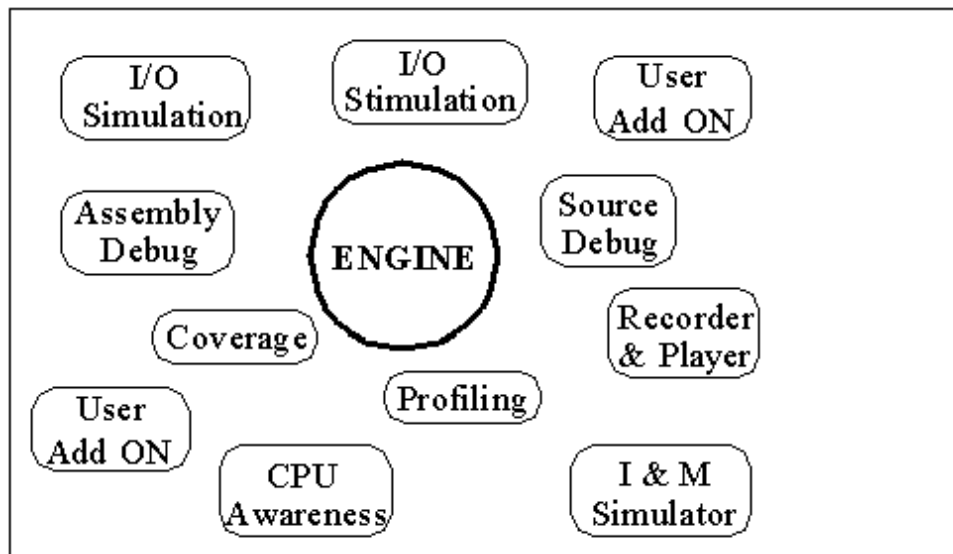 I/O
Simulation
I/O
Stimulation
User
Add ON
Assembly
Debug
ENGINE
Source
Debug
Coverage
Recorder
& Player
User
Add ON
Profiling
CPU
Awareness
I & M
Simulator